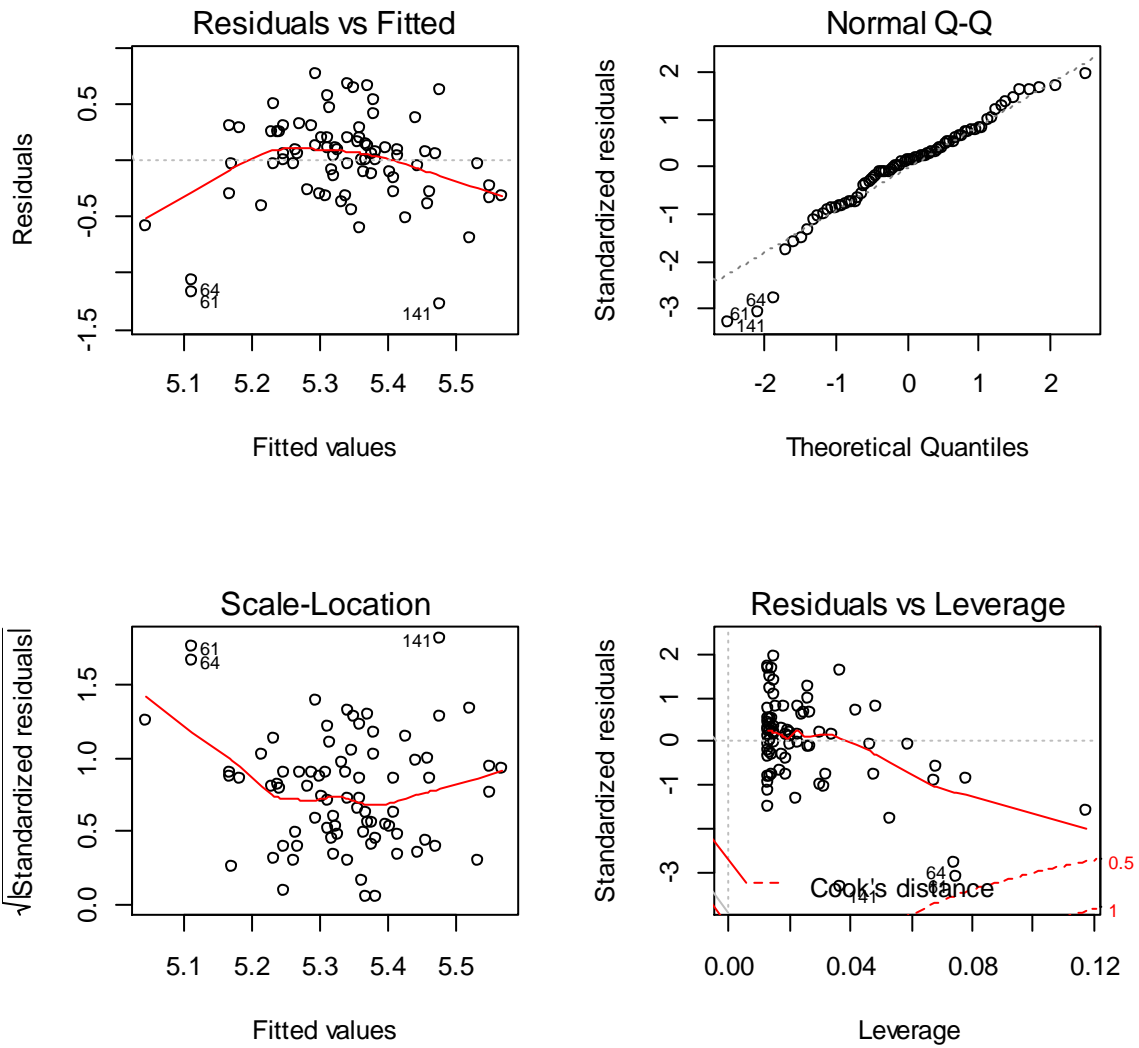 Residuals vs Fitted
Residuals
0.5
-0.5
-1.5
64
61
141
5.1 5.2 5.3 5.4 5.5
Fitted values
Normal Q-Q
Standardized residuals
2
1
0
-1
-2
-3
64
61
141
-2 -1 0 1 2
Theoretical Quantiles
Scale-Location
√|Standardized residuals|
1.5
1.0
0.5
0.0
61
64
141
5.1 5.2 5.3 5.4 5.5
Fitted values
Residuals vs Leverage
Standardized residuals
2
1
0
-1
-3
64
61
141
Cook's distance
0.5
1
0.00 0.04 0.08 0.12
Leverage